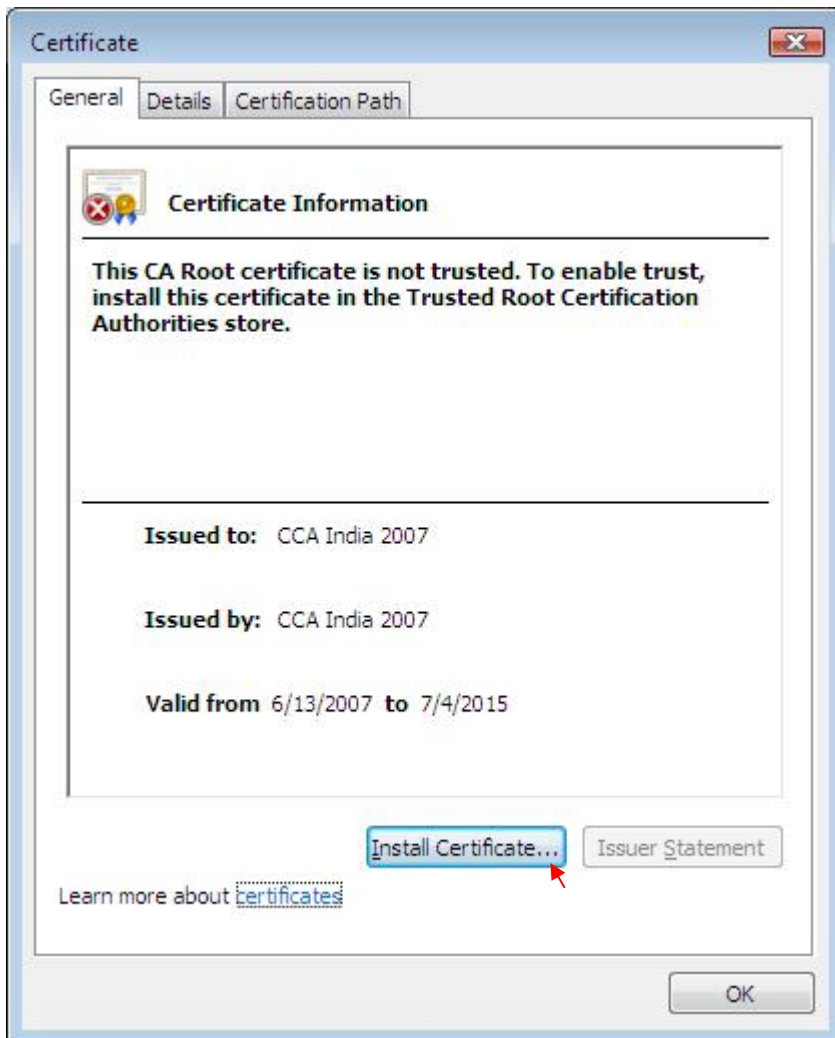 Certificate
General Details Certification Path
Certificate Information
This CA Root certificate is not trusted. To enable trust,
install this certificate in the Trusted Root Certification
Authorities store.
Issued to: CCA India 2007
Issued by: CCA India 2007
Valid from 6/13/2007 to 7/4/2015
Install Certificate... Issuer Statement
Learn more about certificates
OK